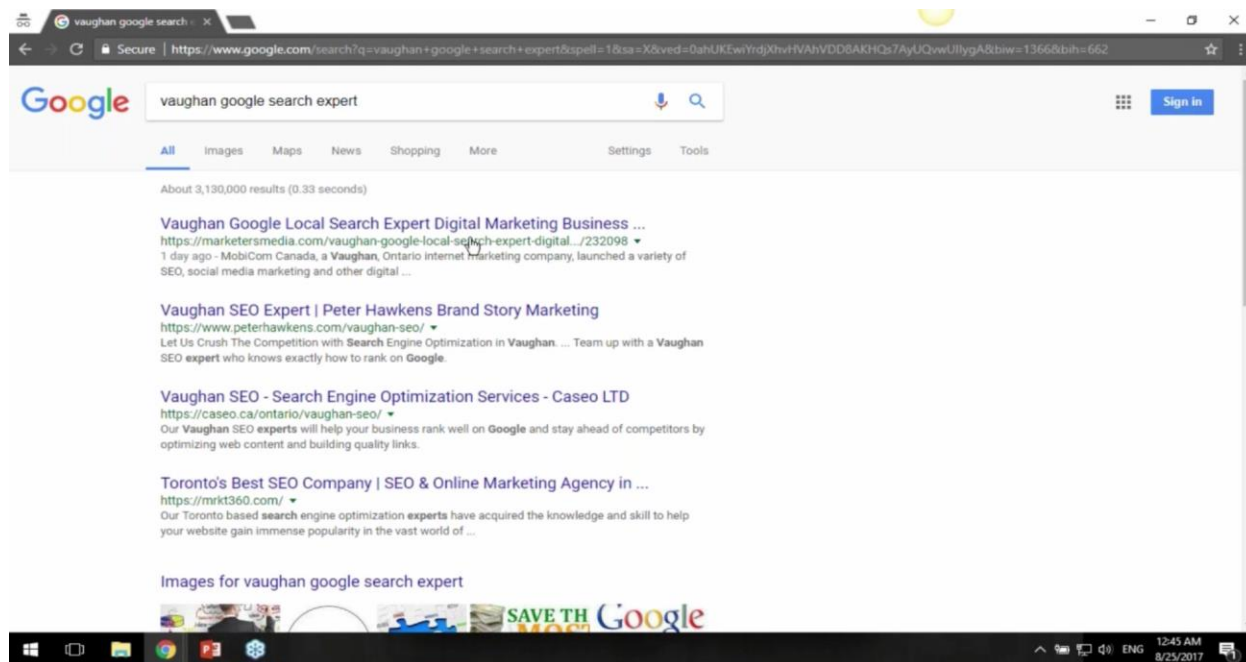 vaughan google search e
Secure | https://www.google.com/search?q=vaughan+google+search+expert&spell=1&sa=X&ved=0ahUKEwiYrdjXhvHVAhVDD8AKHQs7AyUQvwUIIygA&biw=1366&bih=662
Google vaughan google search expert Sign in
All Images Maps News Shopping More Settings Tools
About 3,130,000 results (0.33 seconds)
Vaughan Google Local Search Expert Digital Marketing Business ...
https://marketersmedia.com/vaughan-google-local-search-expert-digital.../232098
1 day ago - MobiCom Canada, a Vaughan, Ontario internet marketing company, launched a variety of
SEO, social media marketing and other digital ...
Vaughan SEO Expert | Peter Hawkens Brand Story Marketing
https://www.peterhawkens.com/vaughan-seo/
Let Us Crush The Competition with Search Engine Optimization in Vaughan. ... Team up with a Vaughan
SEO expert who knows exactly how to rank on Google.
Vaughan SEO - Search Engine Optimization Services - Caseo LTD
https://caseo.ca/ontario/vaughan-seo/
Our Vaughan SEO experts will help your business rank well on Google and stay ahead of competitors by
optimizing web content and building quality links.
Toronto's Best SEO Company | SEO & Online Marketing Agency in ...
https://mrkt360.com/
Our Toronto based search engine optimization experts have acquired the knowledge and skill to help
your website gain immense popularity in the vast world of ...
Images for vaughan google search expert
SAVE TH Google
MOST
ENG 12:45 AM
8/25/2017